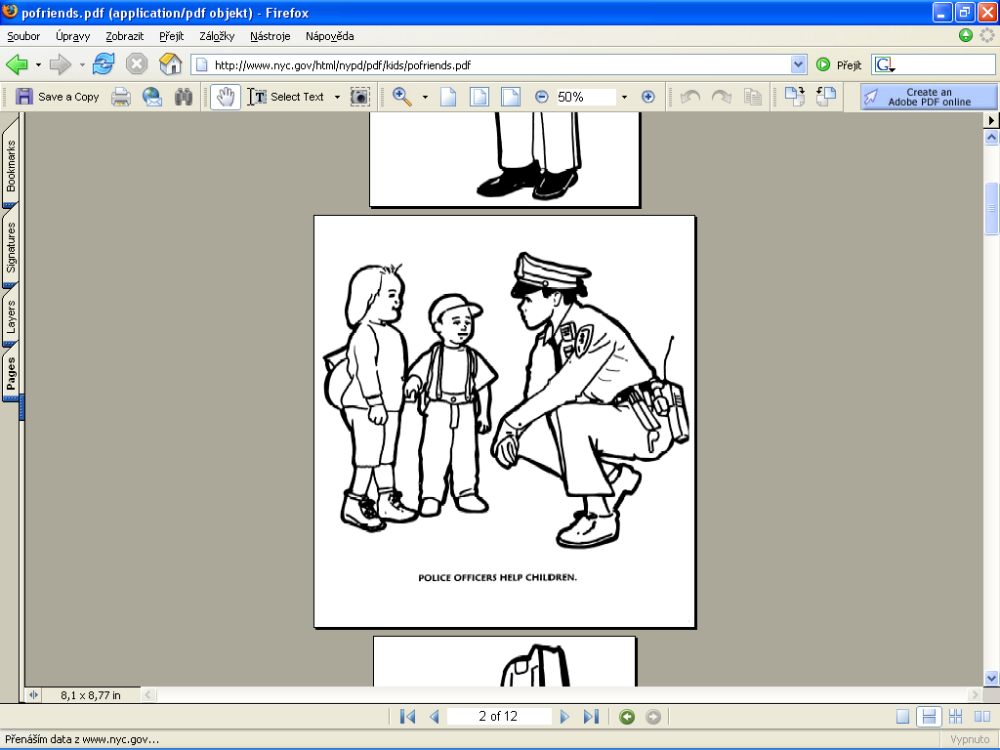 pofriends.pdf (application/pdf objekt) - Firefox
Soubor Úpravy Zobrazit Přejít Záložky Nástroje Nápověda
http://www.nyc.gov/html/nypd/pdf/kids/pofriends.pdf Přejít G
Save a Copy Select Text 50% Create an
Adobe PDF online
Bookmarks
Signatures
Layers
Pages
POLICE OFFICERS HELP CHILDREN.
8,1 x 8,77 in
2 of 12
Přenáším data z www.nyc.gov... Vypnuto